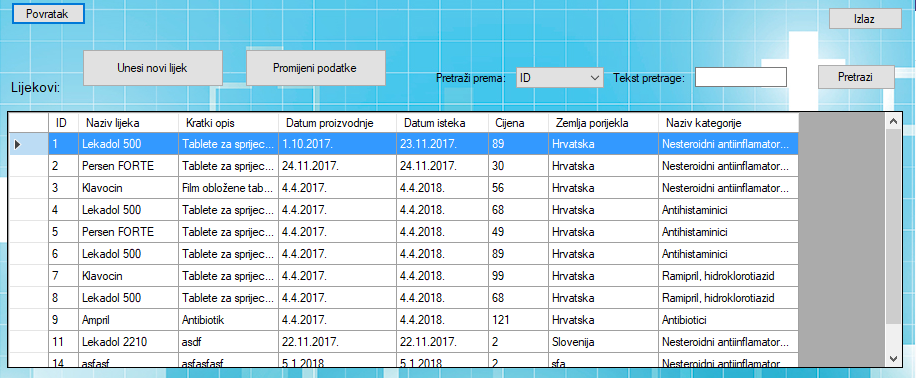 Povratak
Izlaz
Unesi novi lijek Promijeni podatke
Pretraži prema: ID Tekst pretrage: Pretrazi
Lijekovi:
ID Naziv lijeka Kratki opis Datum proizvodnje Datum isteka Cijena Zemlja porijekla Naziv kategorije
1 Lekadol 500 Tablete za sprijec... 1.10.2017. 23.11.2017. 89 Hrvatska Nesteroidni antiinflamator...
2 Persen FORTE Tablete za sprijec... 24.11.2017. 24.11.2017. 30 Hrvatska Nesteroidni antiinflamator...
3 Klavocin Film obložene tab... 4.4.2017. 4.4.2018. 56 Hrvatska Nesteroidni antiinflamator...
4 Lekadol 500 Tablete za sprijec... 4.4.2017. 4.4.2018. 68 Hrvatska Antihistaminici
5 Persen FORTE Tablete za sprijec... 4.4.2017. 4.4.2018. 49 Hrvatska Antihistaminici
6 Lekadol 500 Tablete za sprijec... 4.4.2017. 4.4.2018. 89 Hrvatska Antihistaminici
7 Klavocin Tablete za sprijec... 4.4.2017. 4.4.2018. 99 Hrvatska Ramipril, hidroklorotiazid
8 Lekadol 500 Tablete za sprijec... 4.4.2017. 4.4.2018. 68 Hrvatska Ramipril, hidroklorotiazid
9 Ampril Antibiotik 4.4.2017. 4.4.2018. 121 Hrvatska Antibiotici
11 Lekadol 2210 asdf 22.11.2017. 22.11.2017. 2 Slovenija Nesteroidni antiinflamator...
14 asfasf asfasfasf 5.1.2018. 5.1.2018. 2 sfa Nesteroidni antiinflamator...